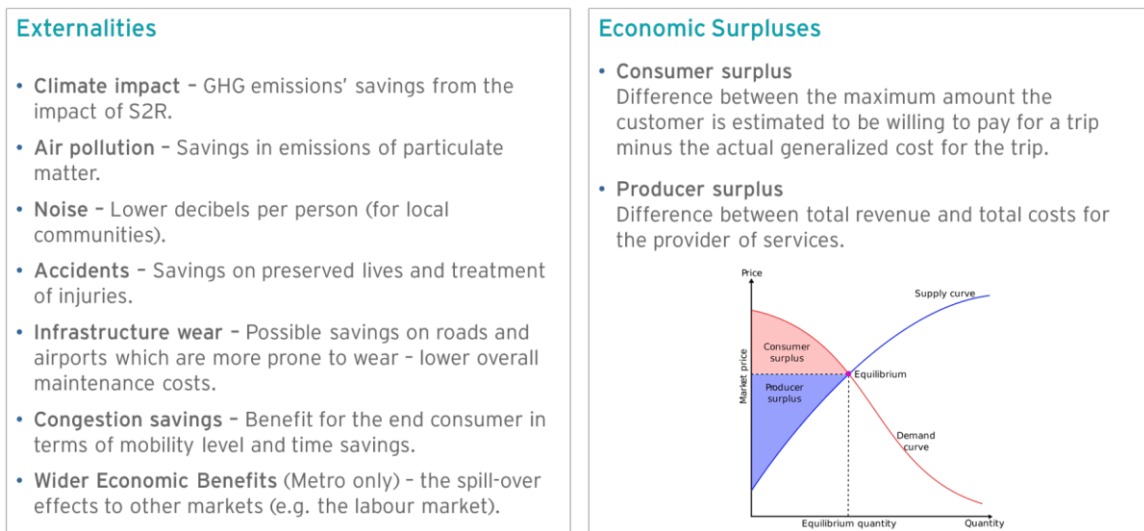 Externalities
• Climate impact – GHG emissions' savings from the
impact of S2R.
• Air pollution – Savings in emissions of particulate
matter.
• Noise – Lower decibels per person (for local
communities).
• Accidents – Savings on preserved lives and treatment
of injuries.
• Infrastructure wear – Possible savings on roads and
airports which are more prone to wear – lower overall
maintenance costs.
• Congestion savings – Benefit for the end consumer in
terms of mobility level and time savings.
• Wider Economic Benefits (Metro only) – the spill-over
effects to other markets (e.g. the labour market).
Economic Surpluses
• Consumer surplus
Difference between the maximum amount the
customer is estimated to be willing to pay for a trip
minus the actual generalized cost for the trip.
• Producer surplus
Difference between total revenue and total costs for
the provider of services.
Price
Supply curve
Consumer
surplus
Market price
Equilibrium
Producer
surplus
Demand
curve
Equilibrium quantity
Quantity